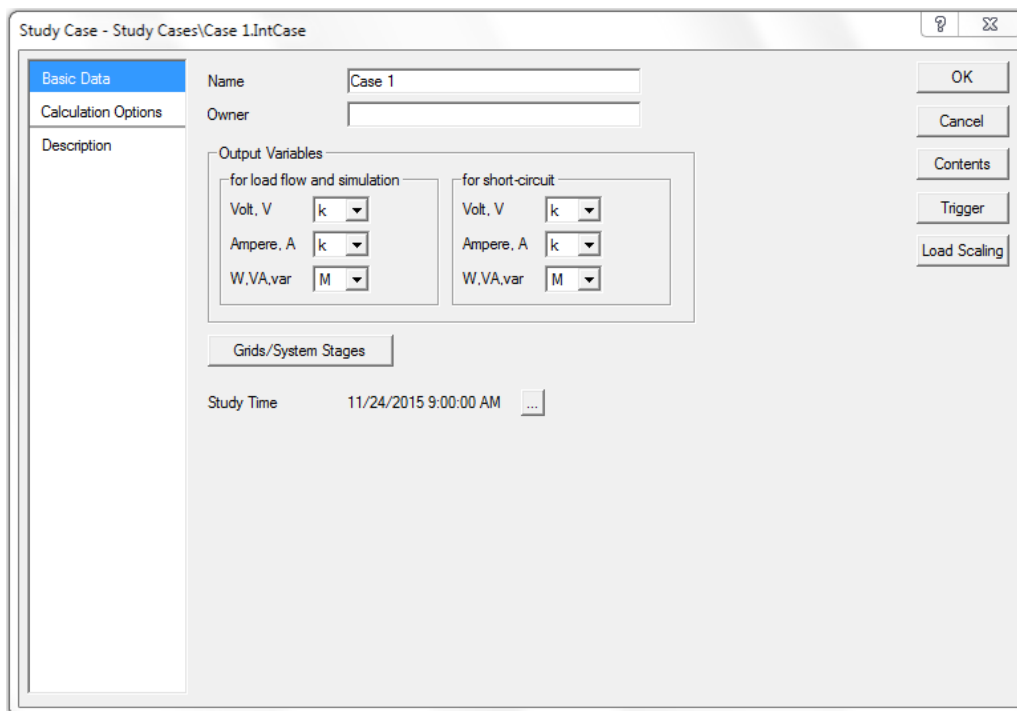 Study Case - Study Cases\Case 1.IntCase
?
Basic Data
Calculation Options
Description
Name Case 1
Owner
Output Variables
for load flow and simulation
Volt, V k
Ampere, A k
W,VA,var M
for short-circuit
Volt, V k
Ampere, A k
W,VA,var M
Grids/System Stages
Study Time 11/24/2015 9:00:00 AM ...
OK
Cancel
Contents
Trigger
Load Scaling